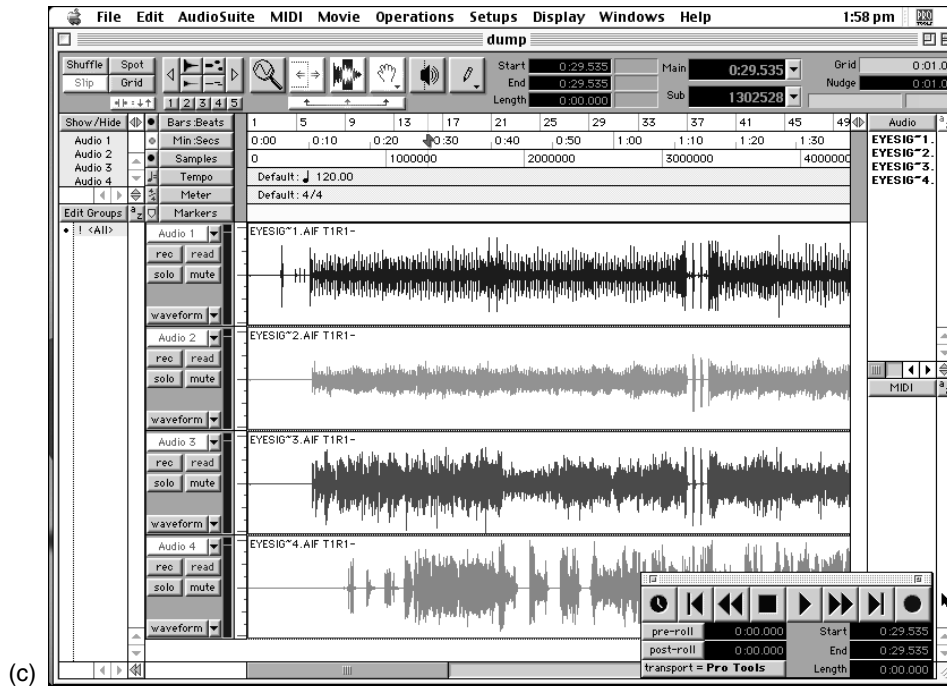 File Edit AudioSuite MIDI Movie Operations Setups Display Windows Help 1:58 pm PRO TOOLS
dump
Shuffle Spot
Slip Grid
1 2 3 4 5
Start 0:29.535
End 0:29.535
Length 0:00.000
Main 0:29.535
Sub 1302528
Grid 0:01.0
Nudge 0:01.0
Show/Hide
Audio 1
Audio 2
Audio 3
Audio 4
Edit Groups a z
! <All>
Bars:Beats 1 5 9 13 17 21 25 29 33 37 41 45 49
Min:Secs 0:00 0:10 0:20 0:30 0:40 0:50 1:00 1:10 1:20 1:30
Samples 0 1000000 2000000 3000000 4000000
Tempo Default: 120.00
Meter Default: 4/4
Markers
Audio
EYESIG~1.
EYESIG~2.
EYESIG~3.
EYESIG~4.
MIDI
Audio 1
rec read
solo mute
waveform
EYESIG~1.AIF T1R1-
Audio 2
rec read
solo mute
waveform
EYESIG~2.AIF T1R1-
Audio 3
rec read
solo mute
waveform
EYESIG~3.AIF T1R1-
Audio 4
rec read
solo mute
waveform
EYESIG~4.AIF T1R1-
pre-roll 0:00.000 Start 0:29.535
post-roll 0:00.000 End 0:29.535
transport = Pro Tools Length 0:00.000
(c)